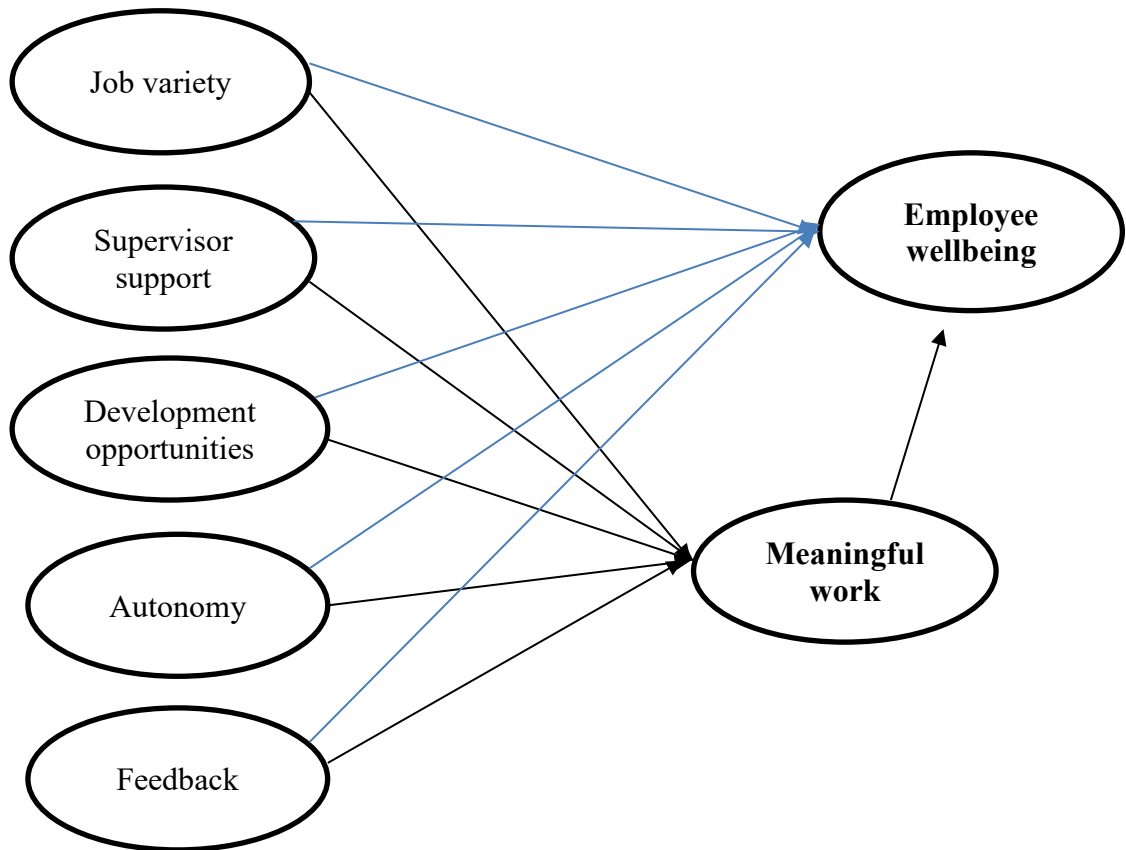 Job variety
Supervisor
support
Development
opportunities
Autonomy
Feedback
Employee
wellbeing
Meaningful
work